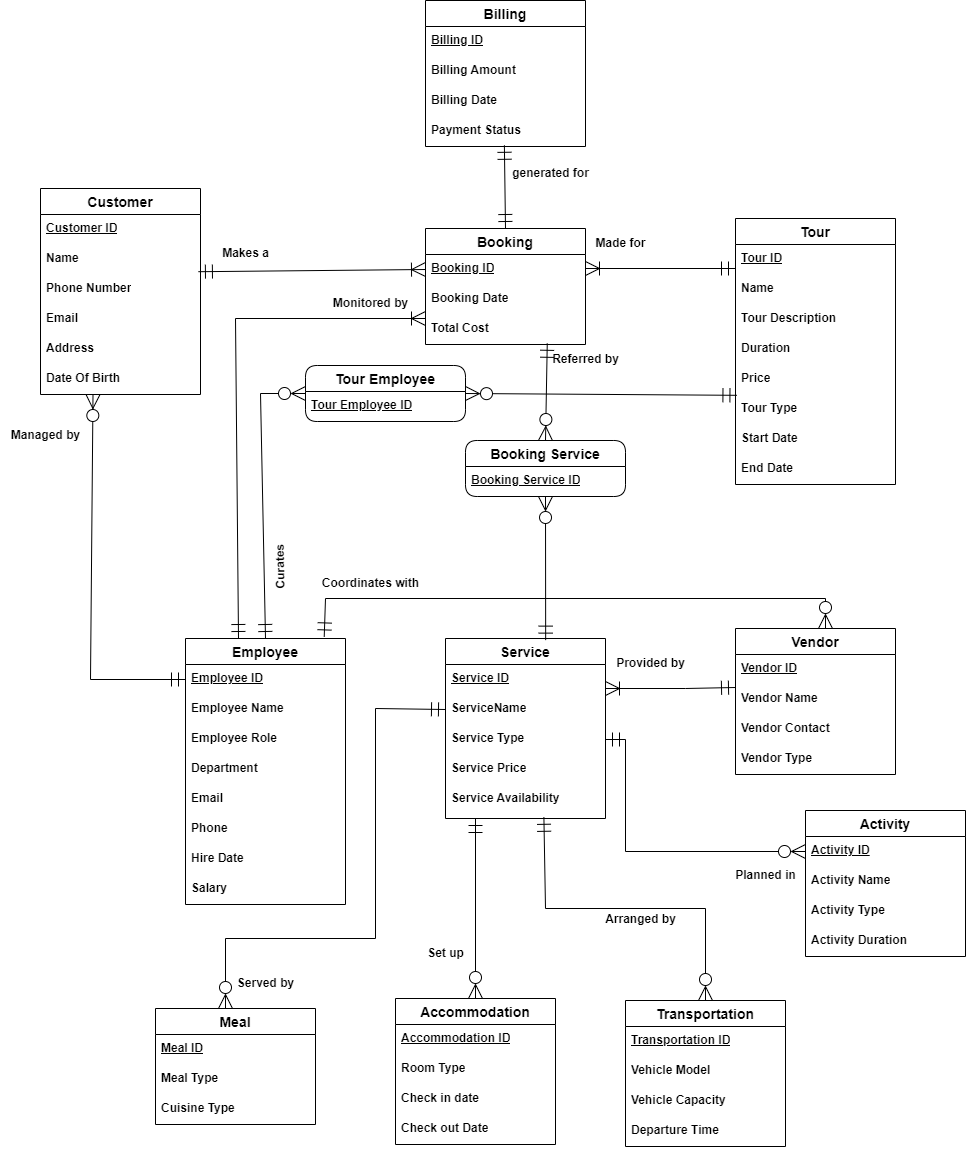 Billing
Billing ID
Billing Amount
Billing Date
Payment Status
generated for
Customer
Customer ID
Name
Phone Number
Email
Address
Date Of Birth
Makes a
Booking
Booking ID
Booking Date
Total Cost
Made for
Tour
Tour ID
Name
Tour Description
Duration
Price
Tour Type
Start Date
End Date
Monitored by
Referred by
Tour Employee
Tour Employee ID
Managed by
Booking Service
Booking Service ID
Curates
Coordinates with
Employee
Employee ID
Employee Name
Employee Role
Department
Email
Phone
Hire Date
Salary
Service
Service ID
ServiceName
Service Type
Service Price
Service Availability
Provided by
Vendor
Vendor ID
Vendor Name
Vendor Contact
Vendor Type
Activity
Activity ID
Activity Name
Activity Type
Activity Duration
Planned in
Arranged by
Set up
Served by
Meal
Meal ID
Meal Type
Cuisine Type
Accommodation
Accommodation ID
Room Type
Check in date
Check out Date
Transportation
Transportation ID
Vehicle Model
Vehicle Capacity
Departure Time